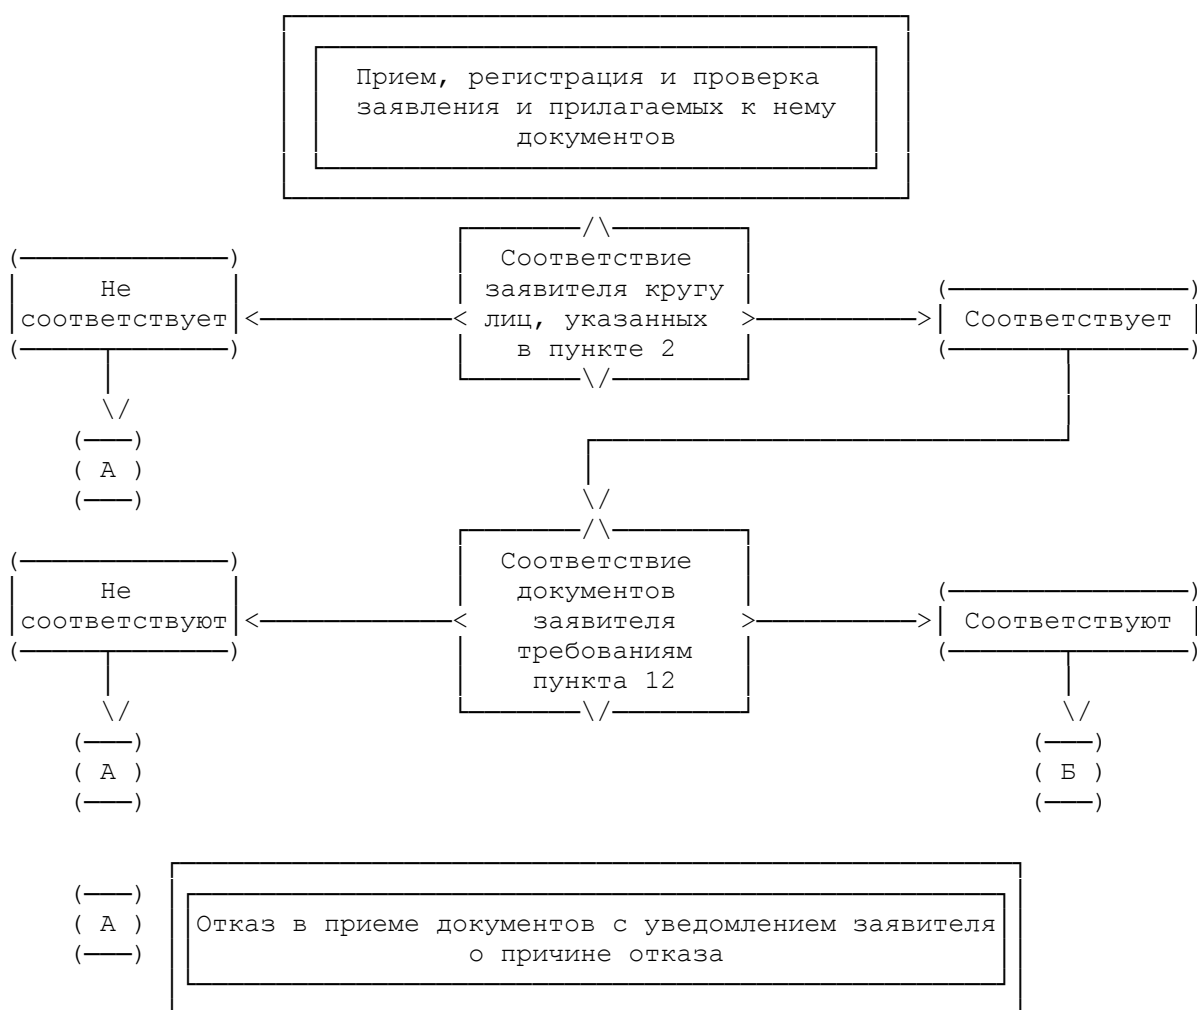 Прием, регистрация и проверка
заявления и прилагаемых к нему
документов
Соответствие
заявителя кругу
лиц, указанных
в пункте 2
Не
соответствует
Соответствует
А
Соответствие
документов
заявителя
требованиям
пункта 12
Не
соответствуют
Соответствуют
А
Б
А
Отказ в приеме документов с уведомлением заявителя
о причине отказа